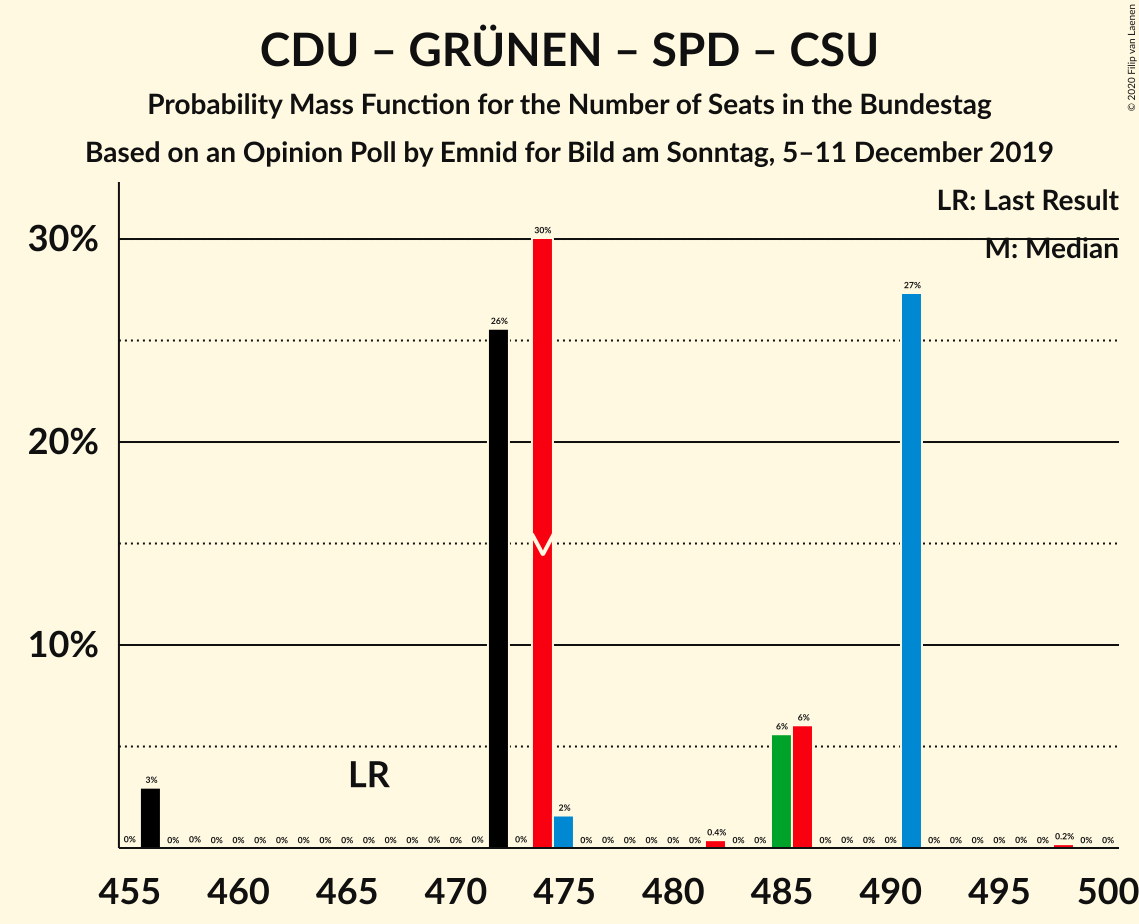 CDU – GRÜNEN – SPD – CSU
Probability Mass Function for the Number of Seats in the Bundestag
Based on an Opinion Poll by Emnid for Bild am Sonntag, 5–11 December 2019
© 2020 Filip van Laenen
LR: Last Result
M: Median
30%
20%
10%
LR
0% 3% 0% 0% 0% 0% 0% 0% 0% 0% 0% 0% 0% 0% 0% 0% 0% 26% 0% 30% 2% 0% 0% 0% 0% 0% 0% 0.4% 0% 0% 6% 6% 0% 0% 0% 0% 27% 0% 0% 0% 0% 0% 0% 0.2% 0% 0%
455 460 465 470 475 480 485 490 495 500